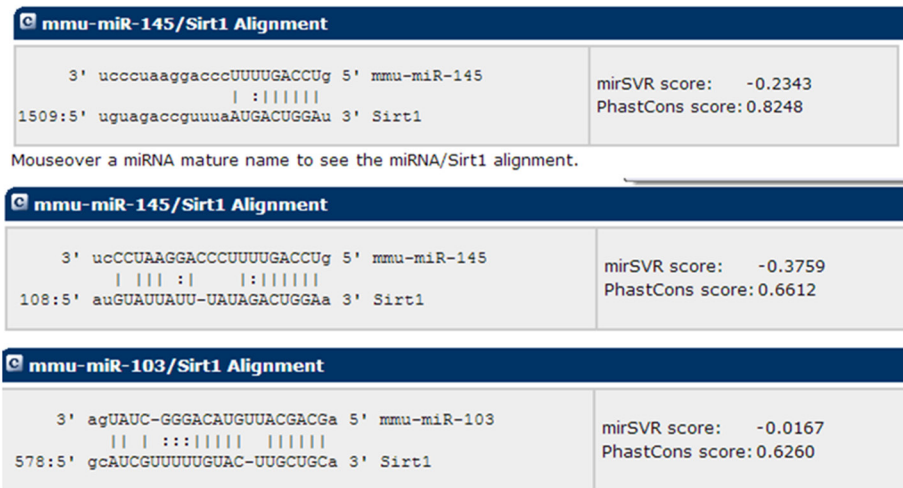 mmu-miR-145/Sirt1 Alignment
3' ucccuaaggacccUUUUGACCUg 5' mmu-miR-145
| :||||||
1509:5' uguagaccguuuaAUGACUGGAu 3' Sirt1
mirSVR score: -0.2343
PhastCons score: 0.8248
Mouseover a miRNA mature name to see the miRNA/Sirt1 alignment.
mmu-miR-145/Sirt1 Alignment
3' ucCCUAAGGACCCUUUUGACCUg 5' mmu-miR-145
| ||| :| |:||||||
108:5' auGUAUUAUU-UAUAGACUGGAa 3' Sirt1
mirSVR score: -0.3759
PhastCons score: 0.6612
mmu-miR-103/Sirt1 Alignment
3' agUAUC-GGGACAUGUUACGACGa 5' mmu-miR-103
|| | :::||||| ||||||
578:5' gcAUCGUUUUUGUAC-UUGCUGCa 3' Sirt1
mirSVR score: -0.0167
PhastCons score: 0.6260